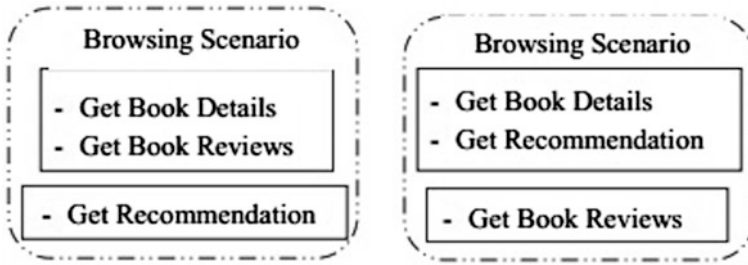 Browsing Scenario
- Get Book Details
- Get Book Reviews
- Get Recommendation
Browsing Scenario
- Get Book Details
- Get Recommendation
- Get Book Reviews